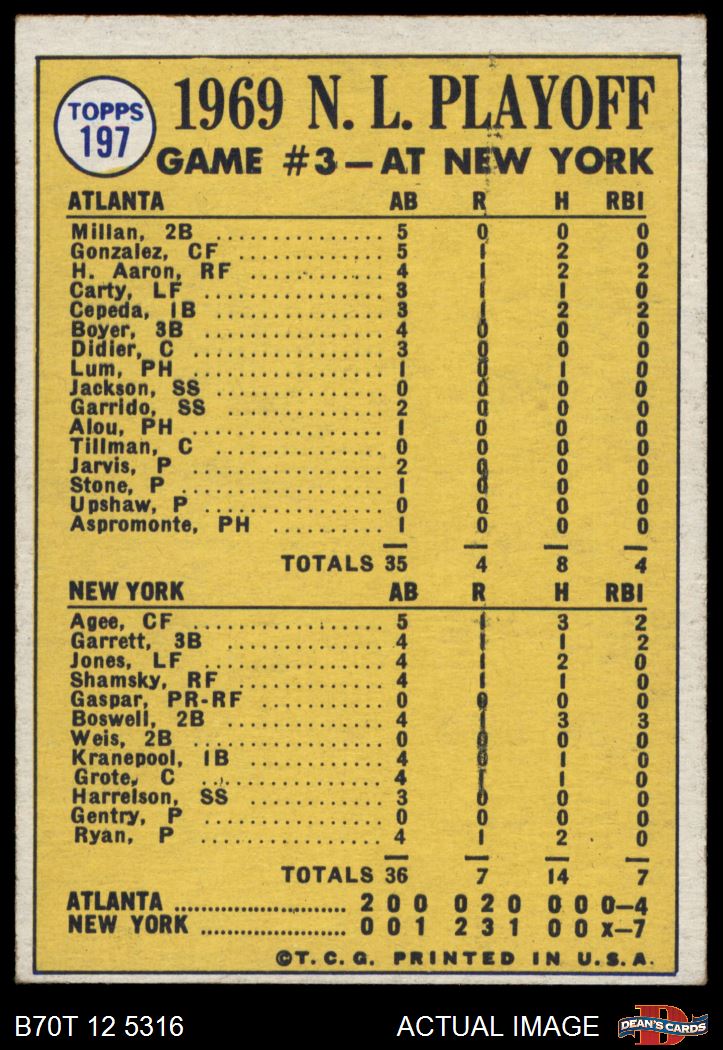 TOPPS
197
1969 N. L. PLAYOFF
GAME #3—AT NEW YORK
ATLANTA AB R H RBI
Millan, 2B .................... 5 0 0 0
Gonzalez, CF ................ 5 1 2 0
H. Aaron, RF ............... 4 1 2 2
Carty, LF ..................... 3 1 1 0
Cepeda, 1B .................. 3 1 2 2
Boyer, 3B .................... 4 0 0 0
Didier, C ...................... 3 0 0 0
Lum, PH ...................... 1 0 1 0
Jackson, SS .................. 0 0 0 0
Garrido, SS .................. 2 0 0 0
Alou, PH ...................... 1 0 0 0
Tillman, C .................... 0 0 0 0
Jarvis, P ...................... 2 0 0 0
Stone, P ....................... 1 0 0 0
Upshaw, P .................... 0 0 0 0
Aspromonte, PH .......... 1 0 0 0
TOTALS 35 4 8 4
NEW YORK AB R H RBI
Agee, CF ..................... 5 1 3 2
Garrett, 3B .................. 4 1 1 2
Jones, LF ..................... 4 1 2 0
Shamsky, RF ................ 4 1 1 0
Gaspar, PR-RF ............. 0 0 0 0
Boswell, 2B ................. 4 1 3 3
Weis, 2B ...................... 0 0 0 0
Kranepool, 1B .............. 4 0 1 0
Grote, C ...................... 4 1 1 0
Harrelson, SS ............... 3 0 0 0
Gentry, P ..................... 0 0 0 0
Ryan, P ....................... 4 1 2 0
TOTALS 36 7 14 7
ATLANTA .......................... 2 0 0 0 2 0 0 0 0—4
NEW YORK ...................... 0 0 1 2 3 1 0 0 x—7
©T. C. G. PRINTED IN U. S. A.
B70T 12 5316 ACTUAL IMAGE DEAN'S CARDS